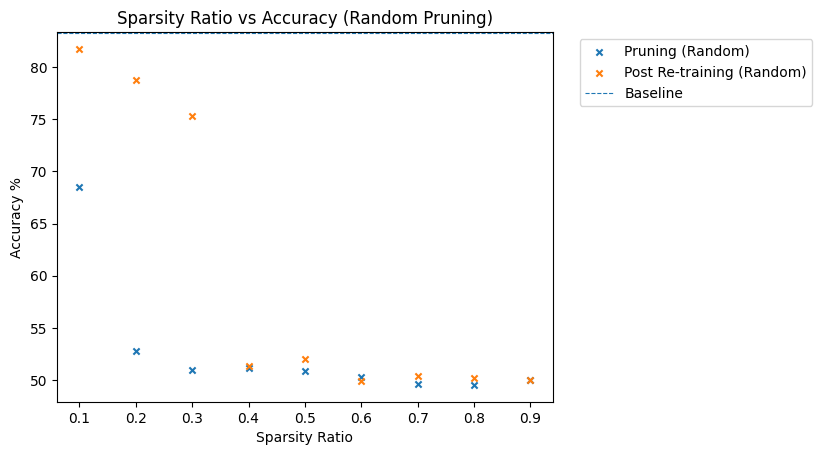 Sparsity Ratio vs Accuracy (Random Pruning)
Accuracy %
80
75
70
65
60
55
50
0.1 0.2 0.3 0.4 0.5 0.6 0.7 0.8 0.9
Sparsity Ratio
Pruning (Random)
Post Re-training (Random)
Baseline